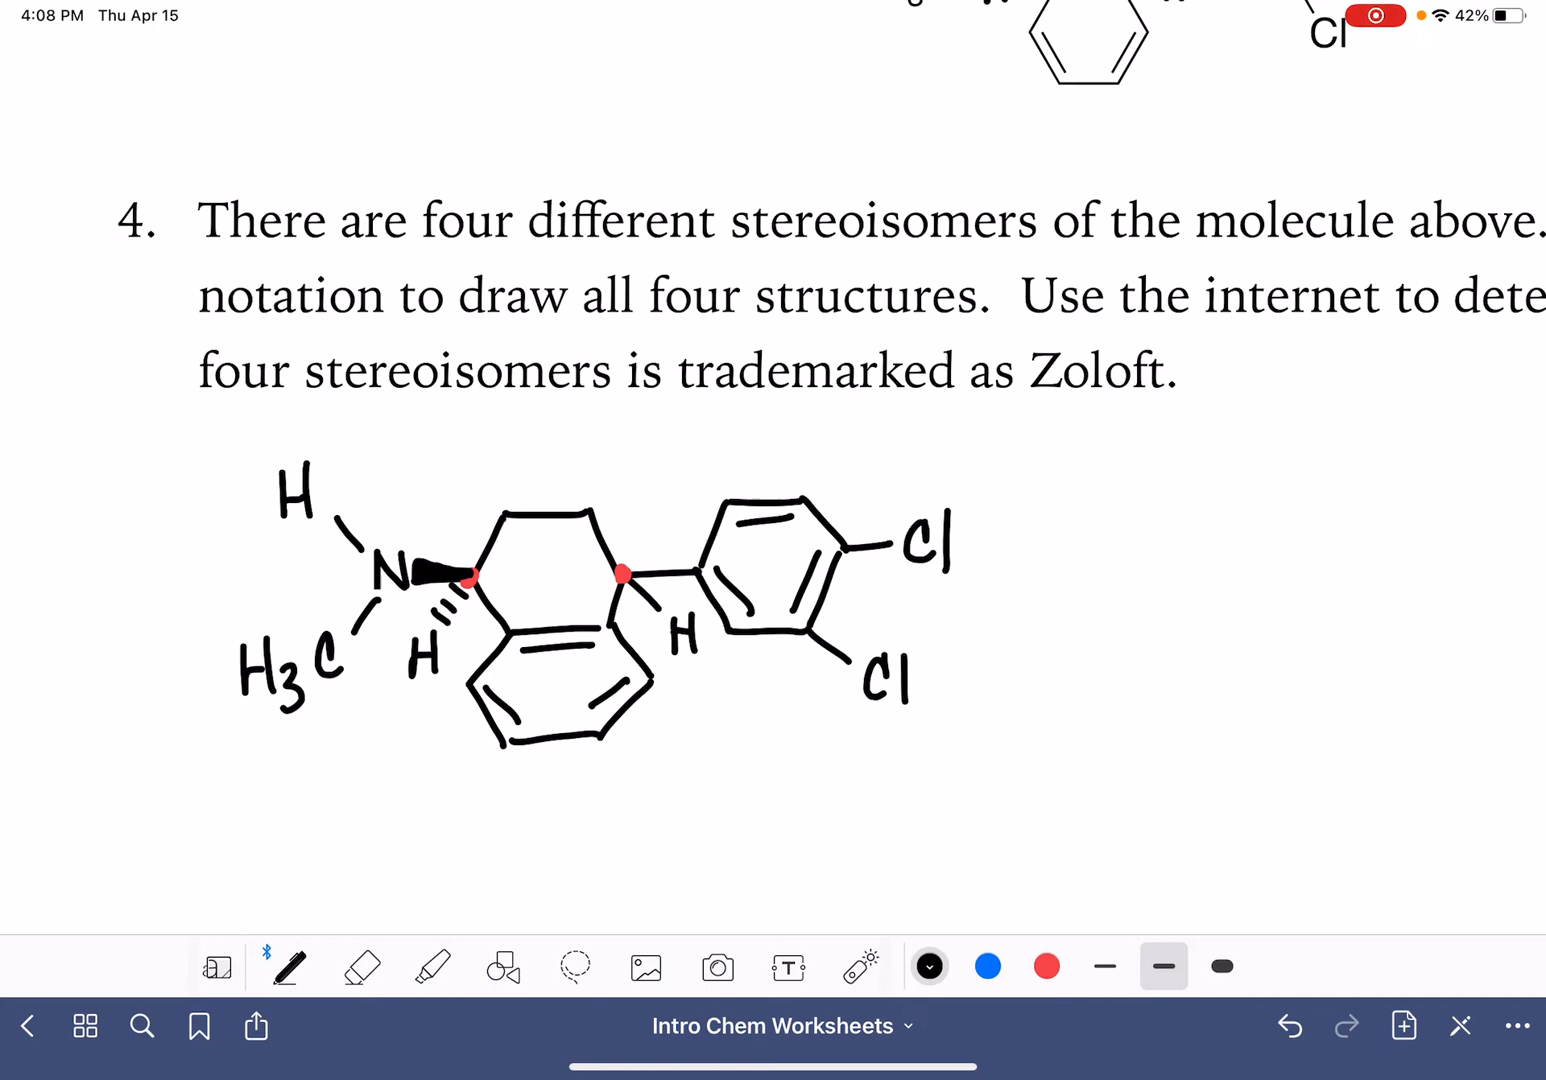 4:08 PM Thu Apr 15
42%
Cl
4. There are four different stereoisomers of the molecule above.
notation to draw all four structures. Use the internet to dete
four stereoisomers is trademarked as Zoloft.
H
N
H3C
H
H
Cl
Cl
a
T
Intro Chem Worksheets